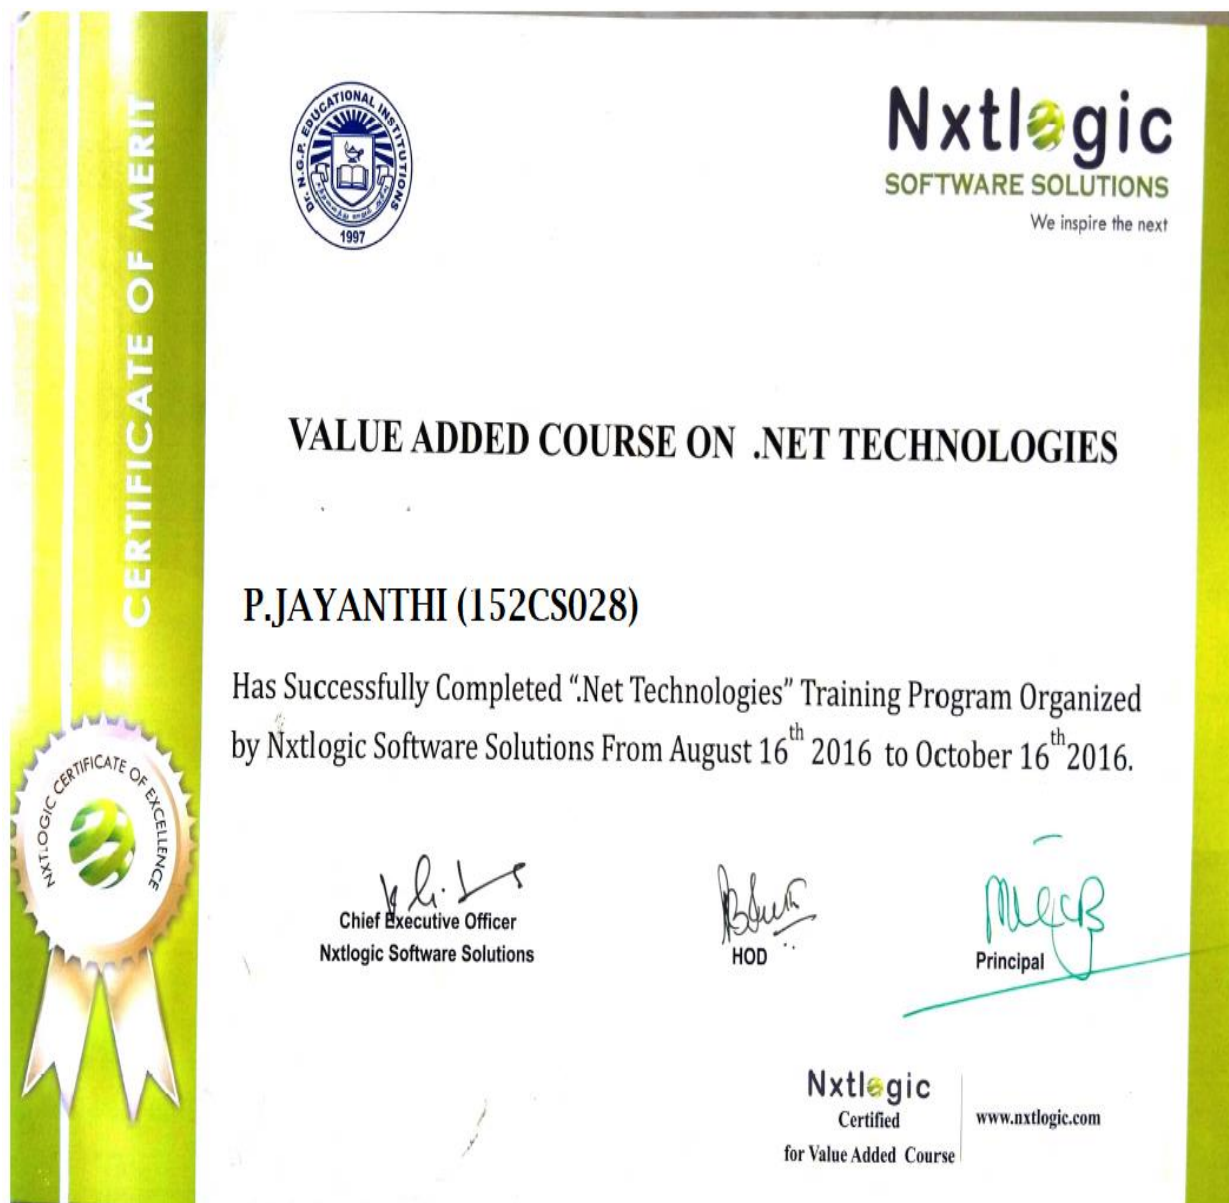 CERTIFICATE OF MERIT
Dr. N.G.P. EDUCATIONAL INSTITUTIONS
1997
Nxtlogic
SOFTWARE SOLUTIONS
We inspire the next
VALUE ADDED COURSE ON .NET TECHNOLOGIES
P.JAYANTHI (152CS028)
Has Successfully Completed “.Net Technologies” Training Program Organized
by Nxtlogic Software Solutions From August 16th 2016 to October 16th 2016.
NXTLOGIC CERTIFICATE OF EXCELLENCE
Chief Executive Officer
Nxtlogic Software Solutions
HOD
Principal
Nxtlogic
Certified
for Value Added Course
www.nxtlogic.com